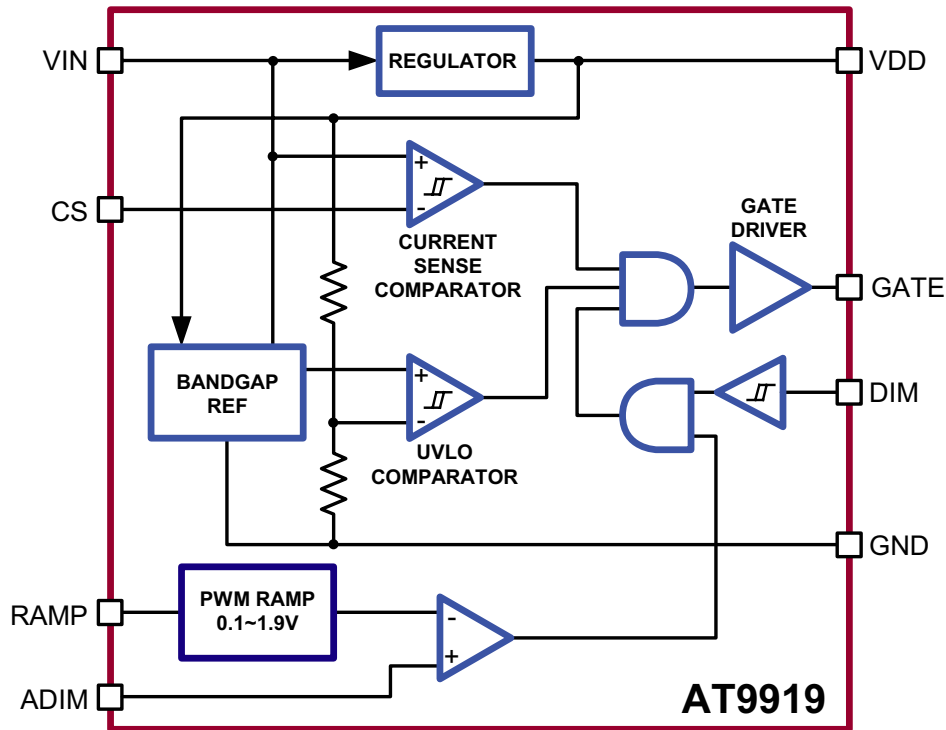 VIN
REGULATOR
VDD
+
-
CS
CURRENT
SENSE
COMPARATOR
GATE
DRIVER
GATE
BANDGAP
REF
+
-
UVLO
COMPARATOR
DIM
GND
RAMP
PWM RAMP
0.1~1.9V
-
+
ADIM
AT9919